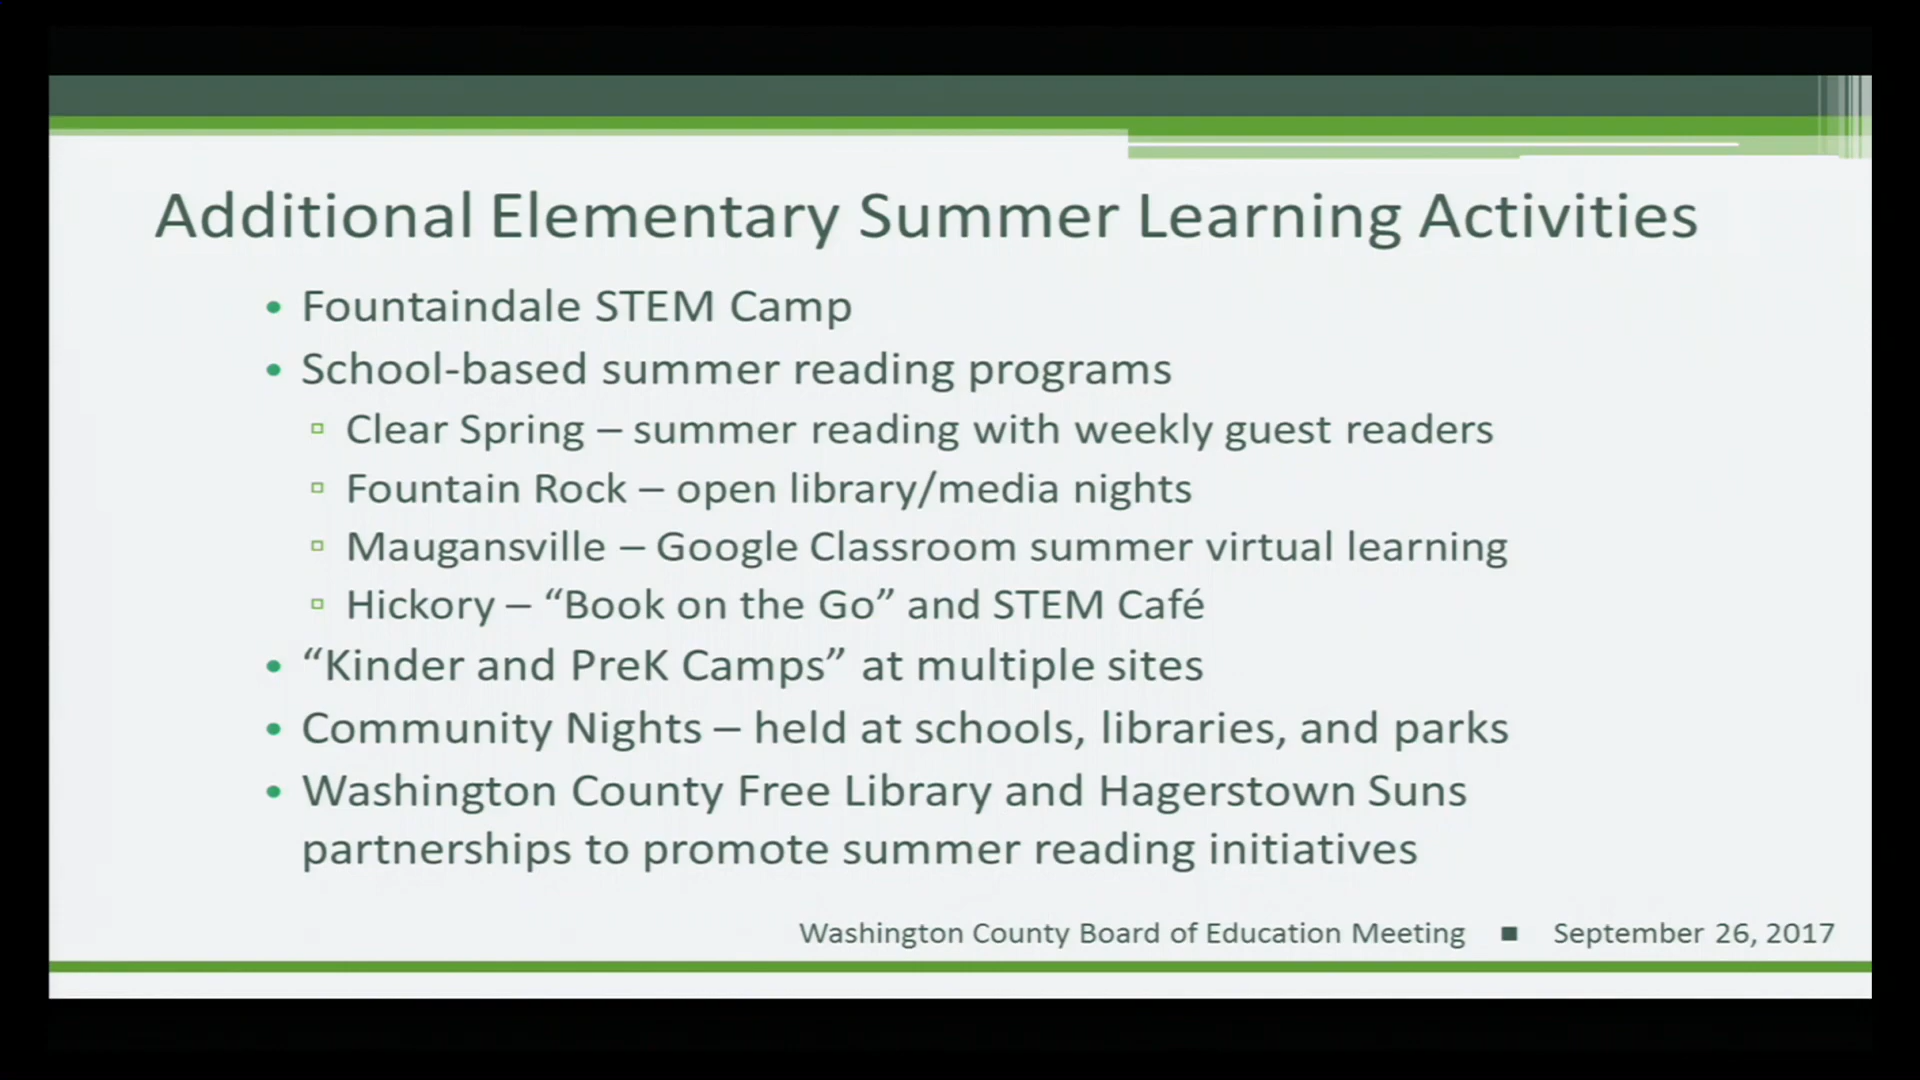 Additional Elementary Summer Learning Activities
• Fountaindale STEM Camp
• School-based summer reading programs
▫ Clear Spring – summer reading with weekly guest readers
▫ Fountain Rock – open library/media nights
▫ Maugansville – Google Classroom summer virtual learning
▫ Hickory – “Book on the Go” and STEM Café
• “Kinder and PreK Camps” at multiple sites
• Community Nights – held at schools, libraries, and parks
• Washington County Free Library and Hagerstown Suns
partnerships to promote summer reading initiatives
Washington County Board of Education Meeting ■ September 26, 2017